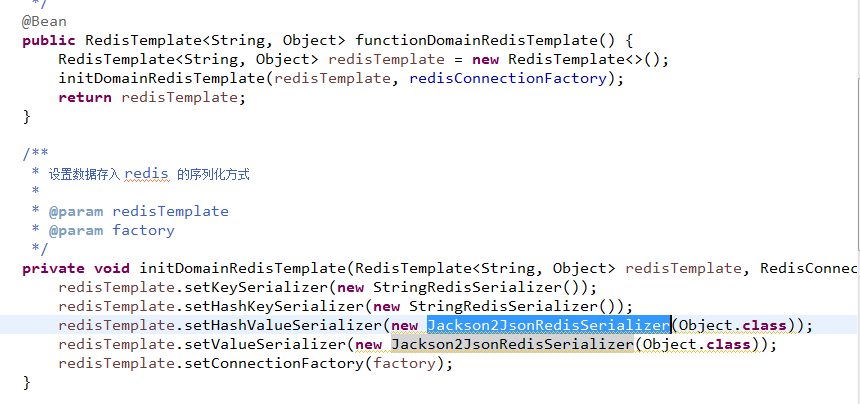 */
@Bean
public RedisTemplate<String, Object> functionDomainRedisTemplate() {
RedisTemplate<String, Object> redisTemplate = new RedisTemplate<>();
initDomainRedisTemplate(redisTemplate, redisConnectionFactory);
return redisTemplate;
}
/**
* 设置数据存入 redis 的序列化方式
*
* @param redisTemplate
* @param factory
*/
private void initDomainRedisTemplate(RedisTemplate<String, Object> redisTemplate, RedisConnec
redisTemplate.setKeySerializer(new StringRedisSerializer());
redisTemplate.setHashKeySerializer(new StringRedisSerializer());
redisTemplate.setHashValueSerializer(new Jackson2JsonRedisSerializer(Object.class));
redisTemplate.setValueSerializer(new Jackson2JsonRedisSerializer(Object.class));
redisTemplate.setConnectionFactory(factory);
}